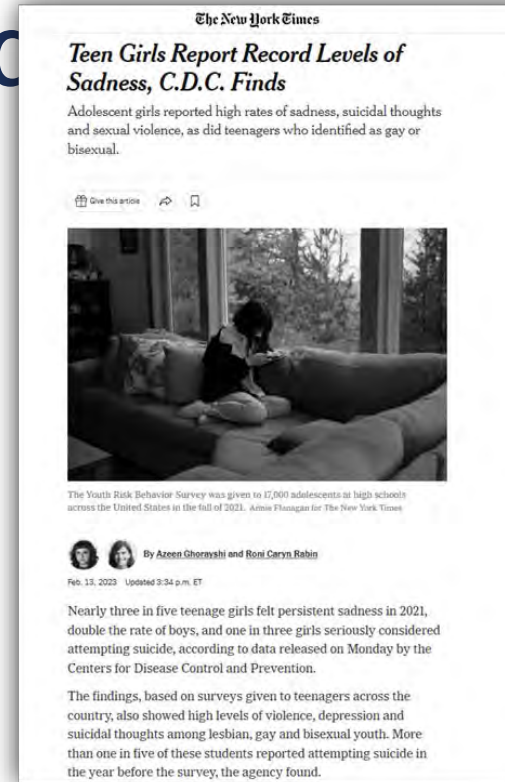 The New York Times
Teen Girls Report Record Levels of
Sadness, C.D.C. Finds
Adolescent girls reported high rates of sadness, suicidal thoughts
and sexual violence, as did teenagers who identified as gay or
bisexual.
Give this article
The Youth Risk Behavior Survey was given to 17,000 adolescents at high schools
across the United States in the fall of 2021. Annie Flanagan for The New York Times
By Azeen Ghorayshi and Roni Caryn Rabin
Feb. 13, 2023 Updated 3:34 p.m. ET
Nearly three in five teenage girls felt persistent sadness in 2021,
double the rate of boys, and one in three girls seriously considered
attempting suicide, according to data released on Monday by the
Centers for Disease Control and Prevention.
The findings, based on surveys given to teenagers across the
country, also showed high levels of violence, depression and
suicidal thoughts among lesbian, gay and bisexual youth. More
than one in five of these students reported attempting suicide in
the year before the survey, the agency found.